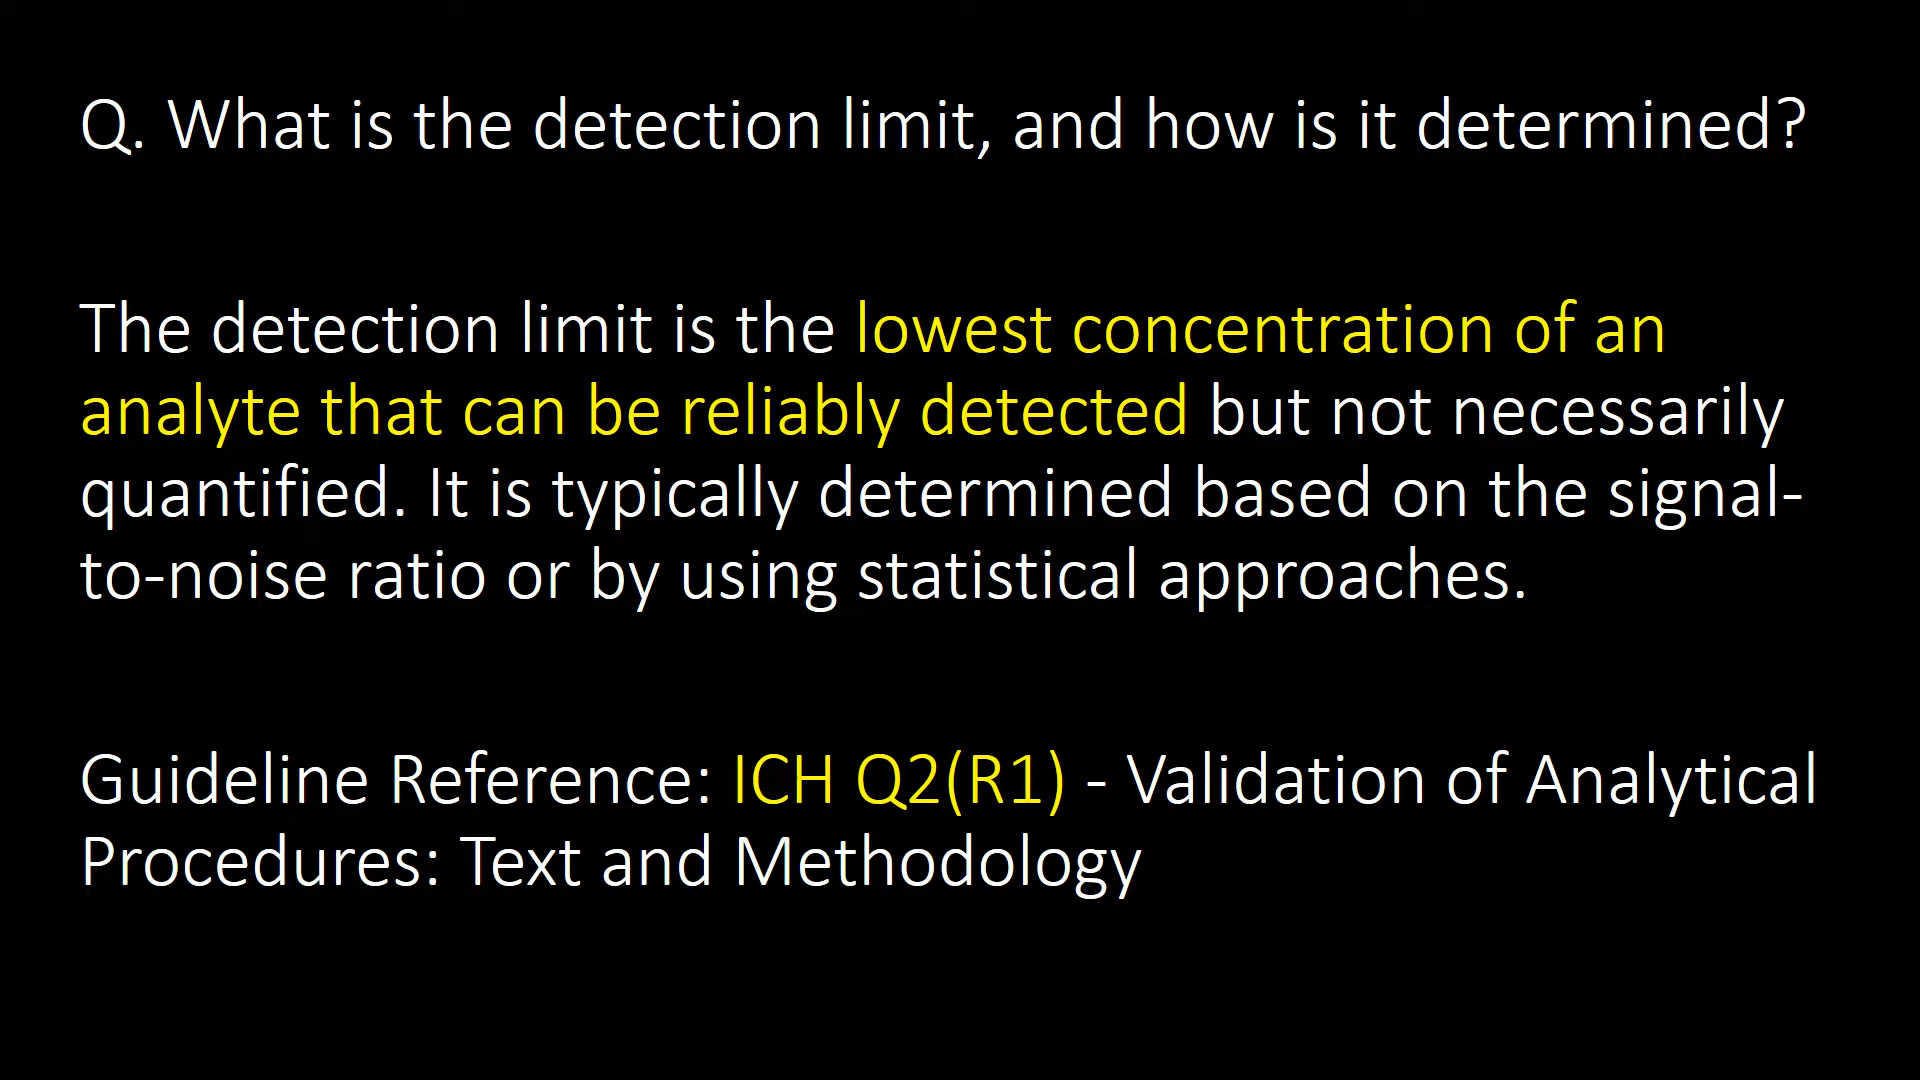 Q. What is the detection limit, and how is it determined?
The detection limit is the lowest concentration of an
analyte that can be reliably detected but not necessarily
quantified. It is typically determined based on the signal-
to-noise ratio or by using statistical approaches.
Guideline Reference: ICH Q2(R1) - Validation of Analytical
Procedures: Text and Methodology